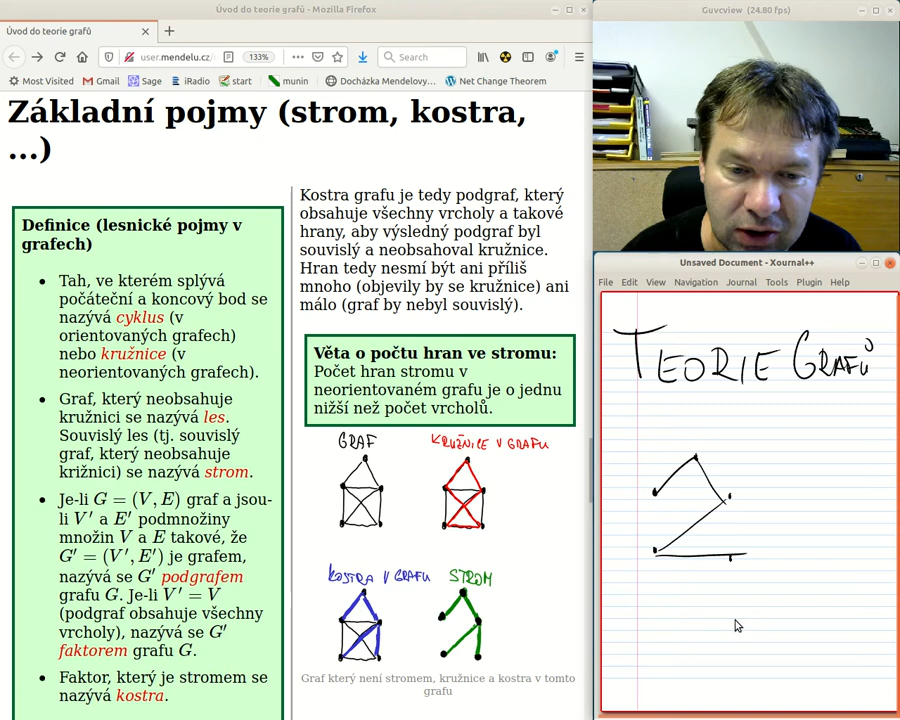 Úvod do teorie grafů - Mozilla Firefox
Úvod do teorie grafů
user.mendelu.cz/
133%
Search
Most Visited
Gmail
Sage
iRadio
start
munin
Docházka Mendelovy...
Net Change Theorem
Základní pojmy (strom, kostra,
...)
Definice (lesnické pojmy v
grafech)
Tah, ve kterém splývá
počáteční a koncový bod se
nazývá cyklus (v
orientovaných grafech)
nebo kružnice (v
neorientovaných grafech).
Graf, který neobsahuje
kružnici se nazývá les.
Souvislý les (tj. souvislý
graf, který neobsahuje
križnici) se nazývá strom.
Je-li G = (V, E) graf a jsou-
li V ′ a E′ podmnožiny
množin V a E takové, že
G′ = (V ′, E′) je grafem,
nazývá se G′ podgrafem
grafu G. Je-li V ′ = V
(podgraf obsahuje všechny
vrcholy), nazývá se G′
faktorem grafu G.
Faktor, který je stromem se
nazývá kostra.
Kostra grafu je tedy podgraf, který
obsahuje všechny vrcholy a takové
hrany, aby výsledný podgraf byl
souvislý a neobsahoval kružnice.
Hran tedy nesmí být ani příliš
mnoho (objevily by se kružnice) ani
málo (graf by nebyl souvislý).
Věta o počtu hran ve stromu:
Počet hran stromu v
neorientovaném grafu je o jednu
nižší než počet vrcholů.
GRAF
KRUŽNICE V GRAFU
KOSTRA V GRAFU
STROM
Graf který není stromem, kružnice a kostra v tomto
grafu
Guvcview (24.80 fps)
Unsaved Document - Xournal++
File Edit View Navigation Journal Tools Plugin Help
TEORIE GRAFŮ